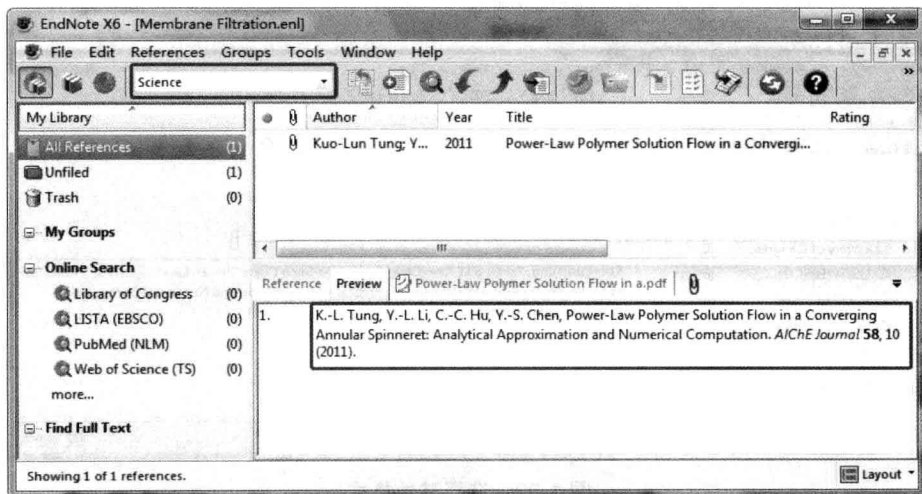 EndNote X6 - [Membrane Filtration.enl]
File Edit References Groups Tools Window Help
Science
My Library
Author Year Title Rating
All References (1)
Kuo-Lun Tung; Y... 2011 Power-Law Polymer Solution Flow in a Convergi...
Unfiled (1)
Trash (0)
My Groups
Online Search
Library of Congress (0)
LISTA (EBSCO) (0)
PubMed (NLM) (0)
Web of Science (TS) (0)
more...
Find Full Text
Reference Preview Power-Law Polymer Solution Flow in a.pdf
1. K.-L. Tung, Y.-L. Li, C.-C. Hu, Y.-S. Chen, Power-Law Polymer Solution Flow in a Converging
Annular Spinneret: Analytical Approximation and Numerical Computation. AIChE Journal 58, 10
(2011).
Showing 1 of 1 references.
Layout